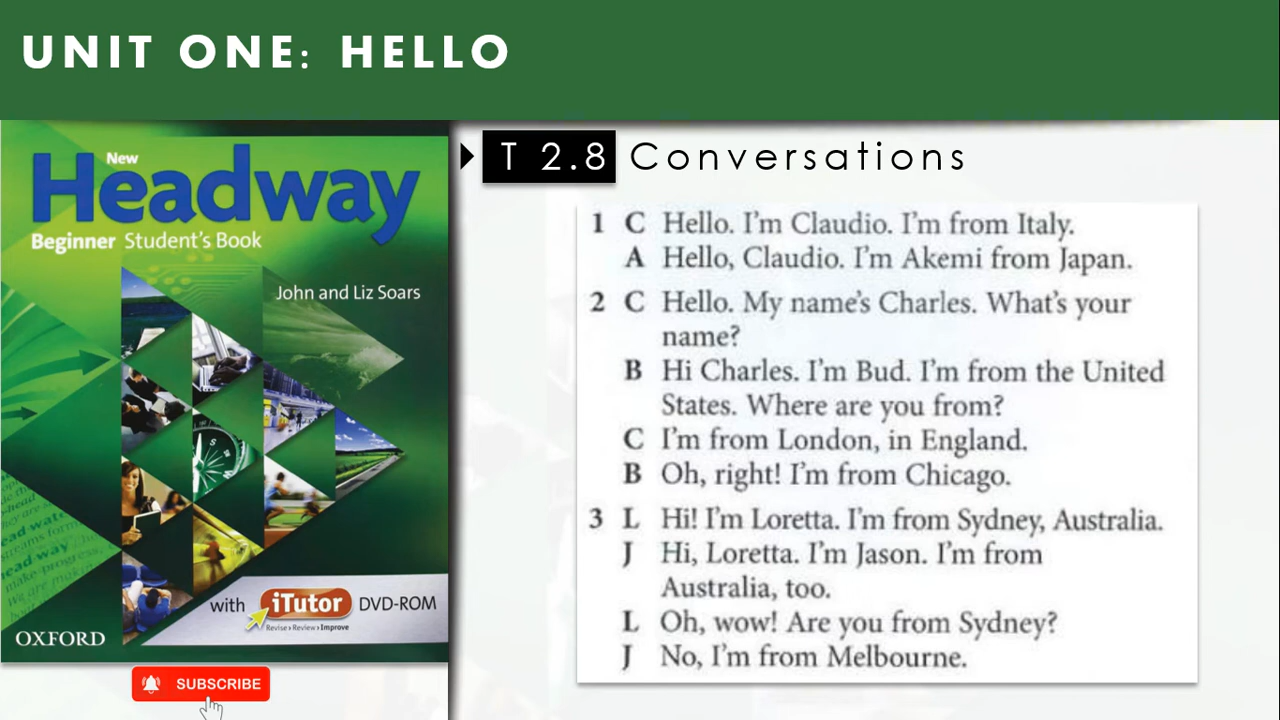 UNIT ONE: HELLO
New
Headway
Beginner Student's Book
John and Liz Soars
with iTutor DVD-ROM
Revise › Review › Improve
OXFORD
SUBSCRIBE
T 2.8 Conversations
1 C Hello. I'm Claudio. I'm from Italy.
A Hello, Claudio. I'm Akemi from Japan.
2 C Hello. My name's Charles. What's your
name?
B Hi Charles. I'm Bud. I'm from the United
States. Where are you from?
C I'm from London, in England.
B Oh, right! I'm from Chicago.
3 L Hi! I'm Loretta. I'm from Sydney, Australia.
J Hi, Loretta. I'm Jason. I'm from
Australia, too.
L Oh, wow! Are you from Sydney?
J No, I'm from Melbourne.